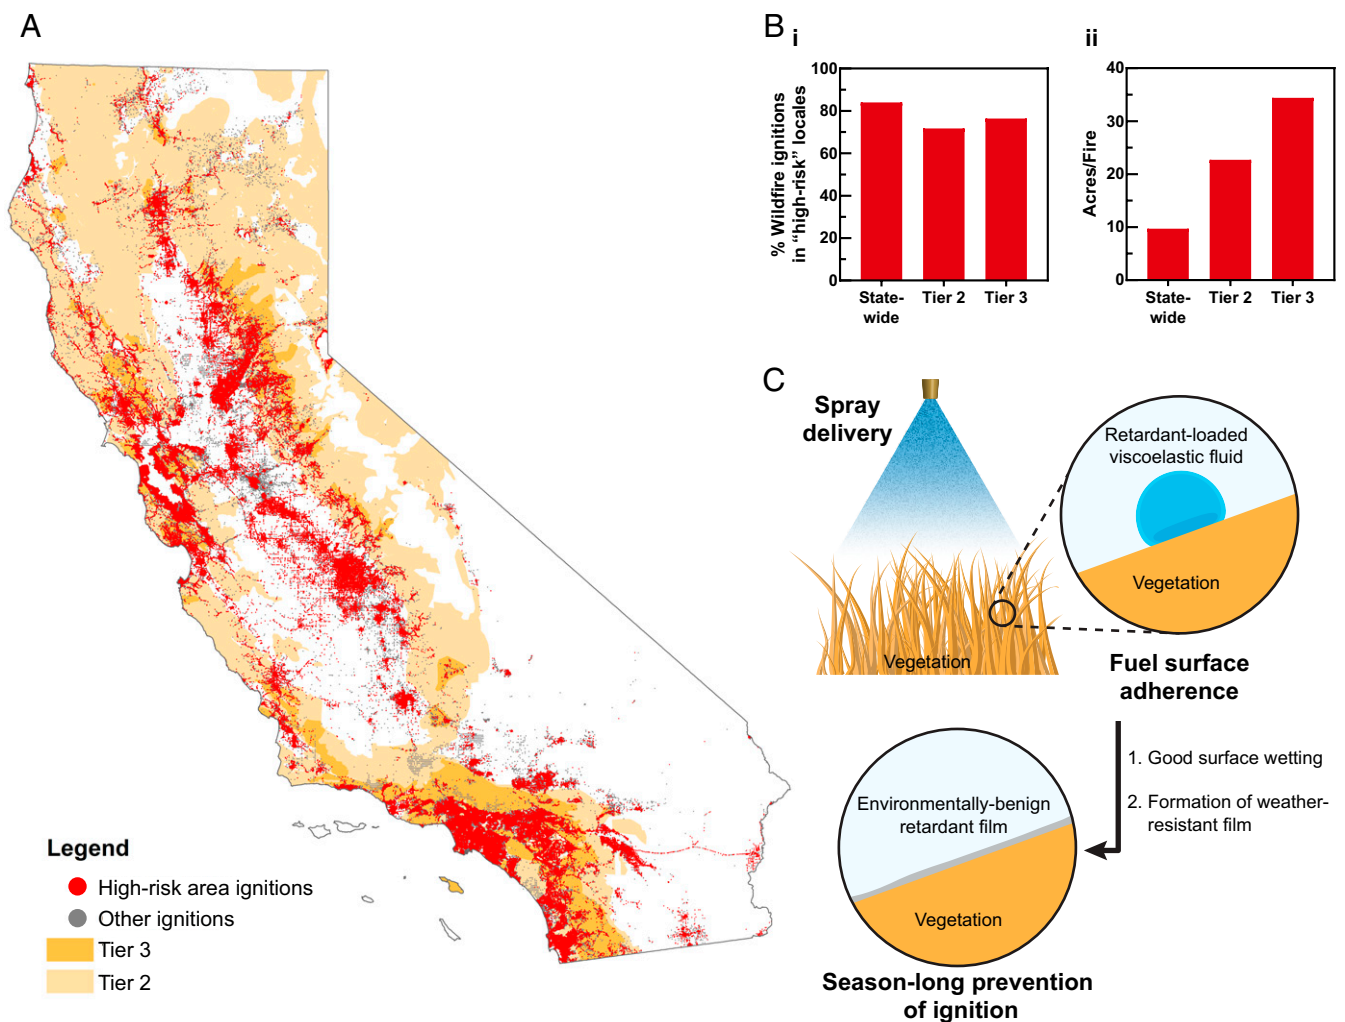 A
Legend
High-risk area ignitions
Other ignitions
Tier 3
Tier 2
B
i
% Wildfire ignitions
in “high-risk” locales
100
80
60
40
20
0
State-
wide
Tier 2
Tier 3
ii
Acres/Fire
40
30
20
10
0
State-
wide
Tier 2
Tier 3
C
Spray
delivery
Vegetation
Retardant-loaded
viscoelastic fluid
Vegetation
Fuel surface
adherence
1. Good surface wetting
2. Formation of weather-
resistant film
Environmentally-benign
retardant film
Vegetation
Season-long prevention
of ignition